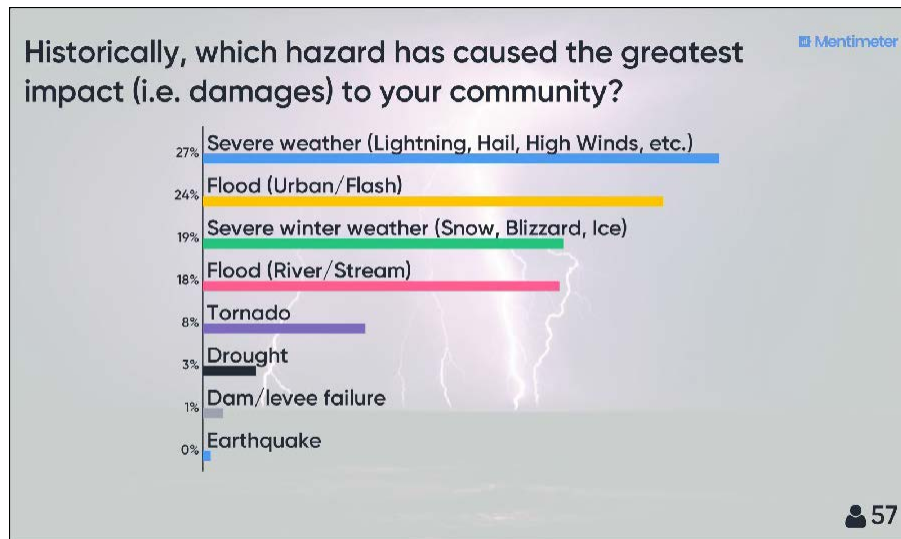 Historically, which hazard has caused the greatest
impact (i.e. damages) to your community?
Mentimeter
27% Severe weather (Lightning, Hail, High Winds, etc.)
24% Flood (Urban/Flash)
19% Severe winter weather (Snow, Blizzard, Ice)
18% Flood (River/Stream)
8% Tornado
3% Drought
1% Dam/levee failure
0% Earthquake
57